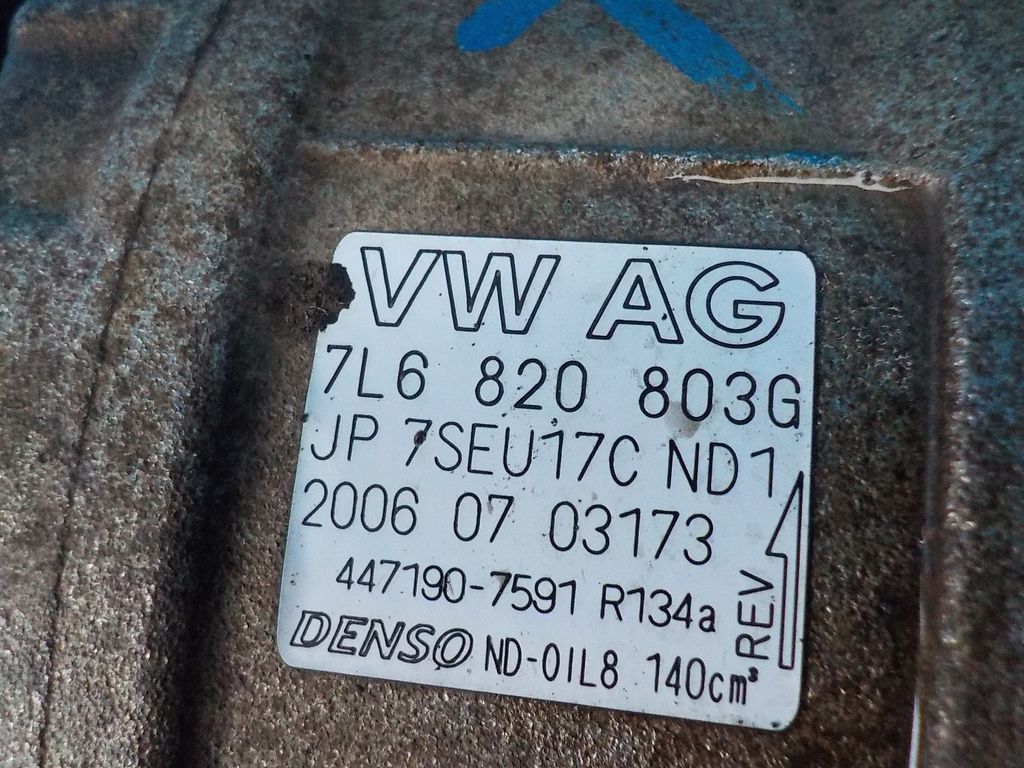 VW AG
7L6 820 803G
JP 7SEU17C ND1
2006 07 03173
447190-7591 R134a
DENSO ND-OIL8 140cm³
REV